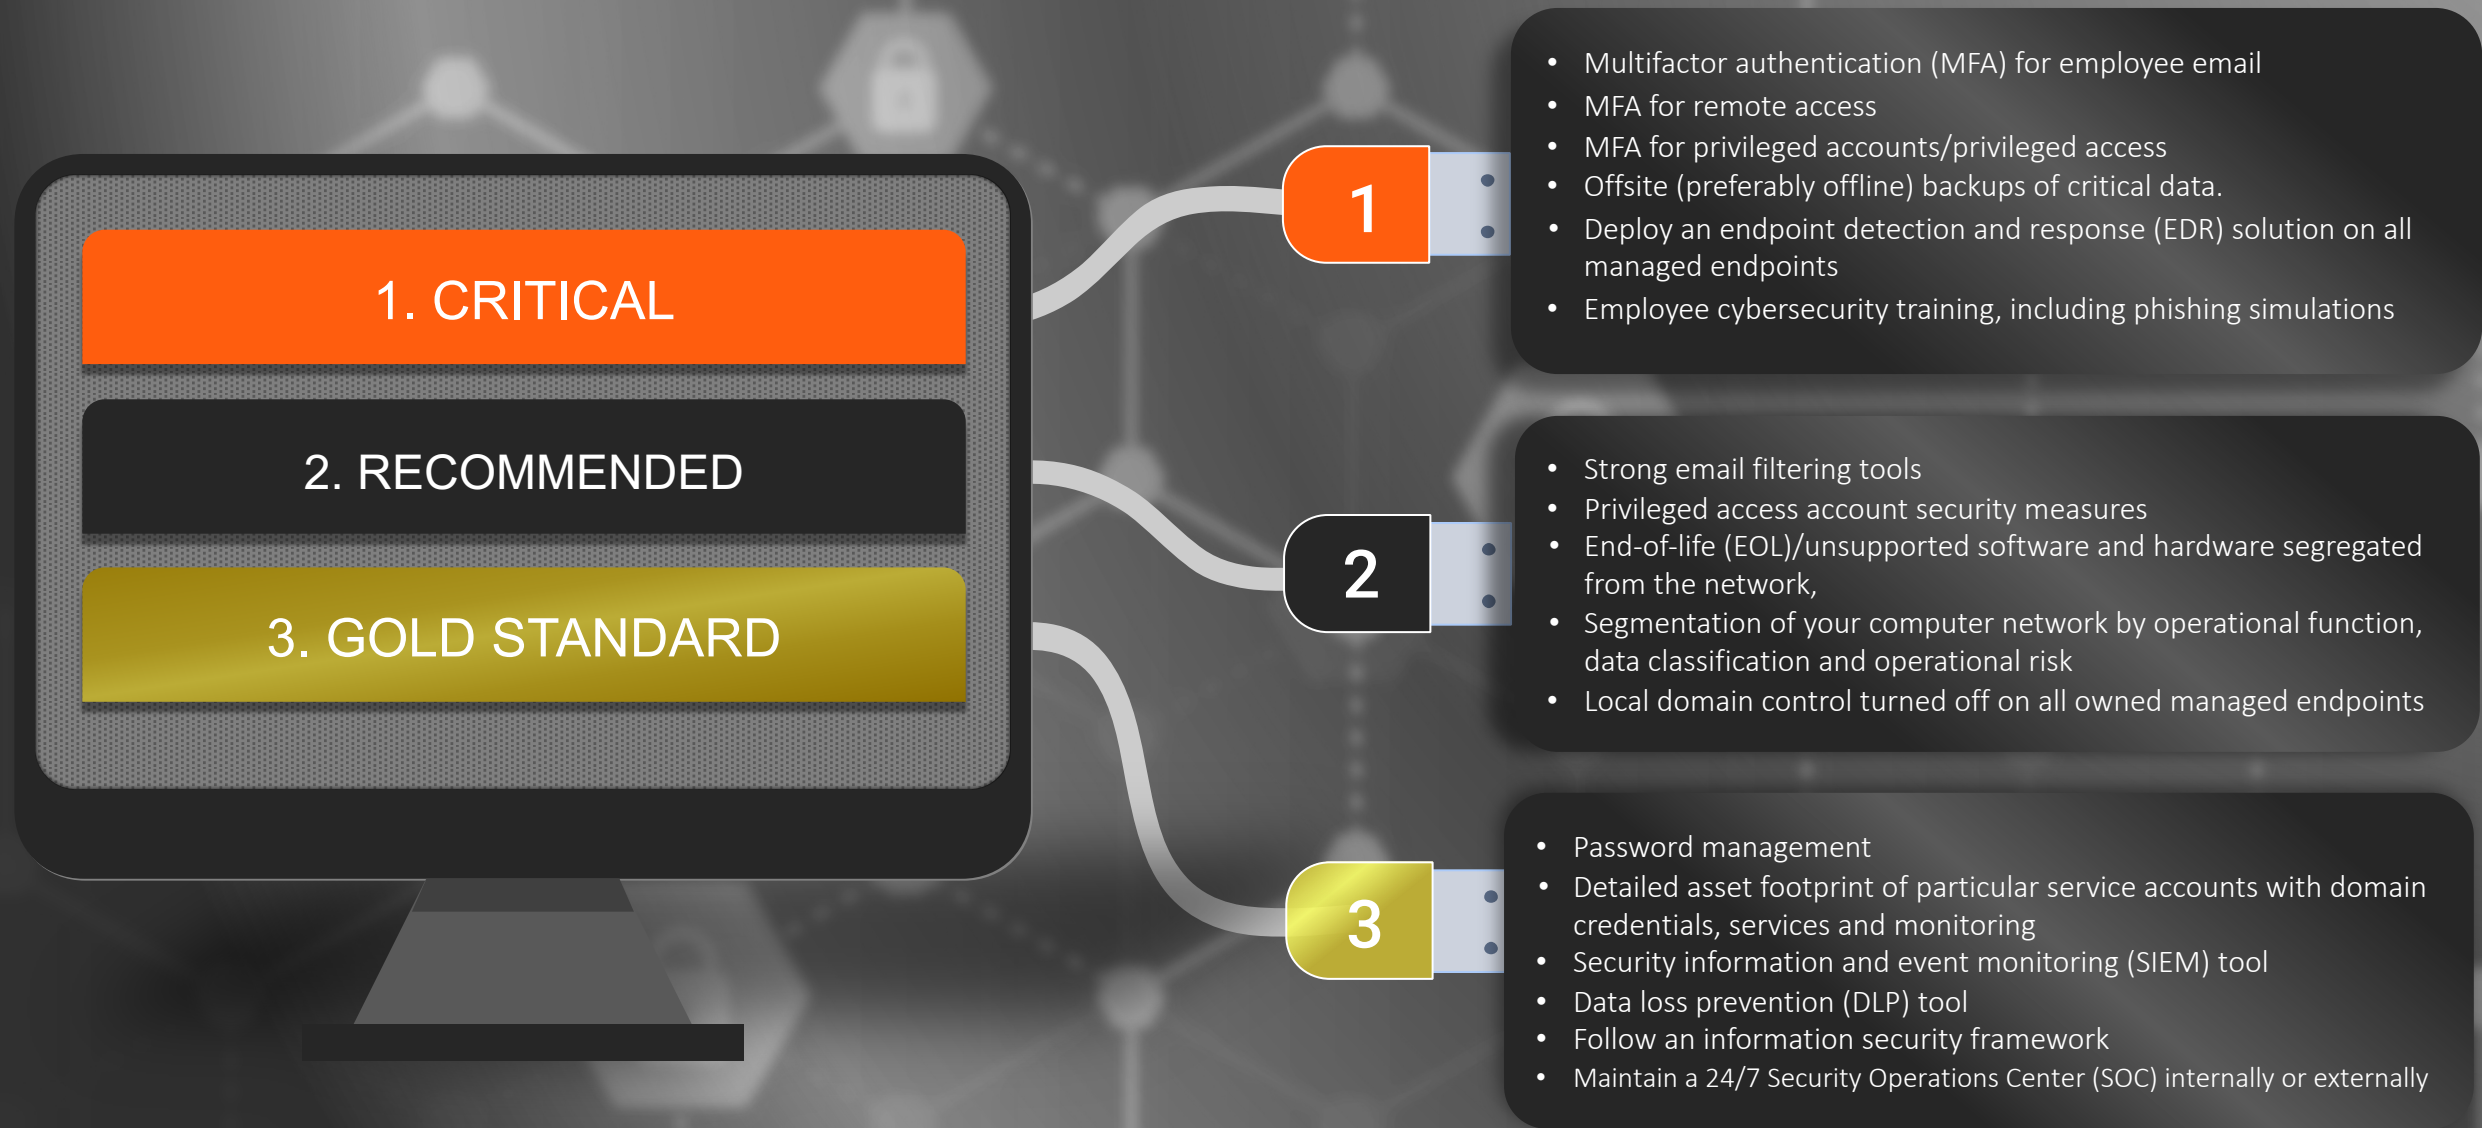 1. CRITICAL
2. RECOMMENDED
3. GOLD STANDARD
1
• Multifactor authentication (MFA) for employee email
• MFA for remote access
• MFA for privileged accounts/privileged access
• Offsite (preferably offline) backups of critical data.
• Deploy an endpoint detection and response (EDR) solution on all
managed endpoints
• Employee cybersecurity training, including phishing simulations
2
• Strong email filtering tools
• Privileged access account security measures
• End-of-life (EOL)/unsupported software and hardware segregated
from the network,
• Segmentation of your computer network by operational function,
data classification and operational risk
• Local domain control turned off on all owned managed endpoints
3
• Password management
• Detailed asset footprint of particular service accounts with domain
credentials, services and monitoring
• Security information and event monitoring (SIEM) tool
• Data loss prevention (DLP) tool
• Follow an information security framework
• Maintain a 24/7 Security Operations Center (SOC) internally or externally